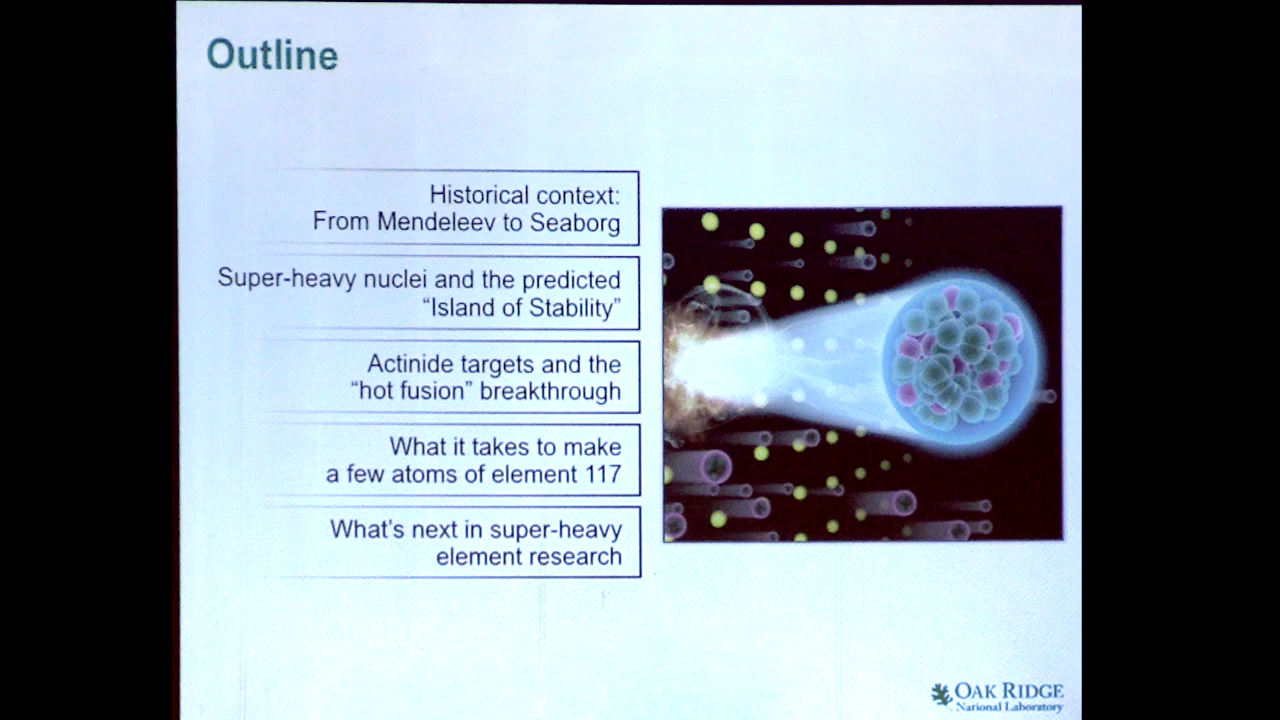 Outline
Historical context:
From Mendeleev to Seaborg
Super-heavy nuclei and the predicted
“Island of Stability”
Actinide targets and the
“hot fusion” breakthrough
What it takes to make
a few atoms of element 117
What’s next in super-heavy
element research
OAK RIDGE
National Laboratory